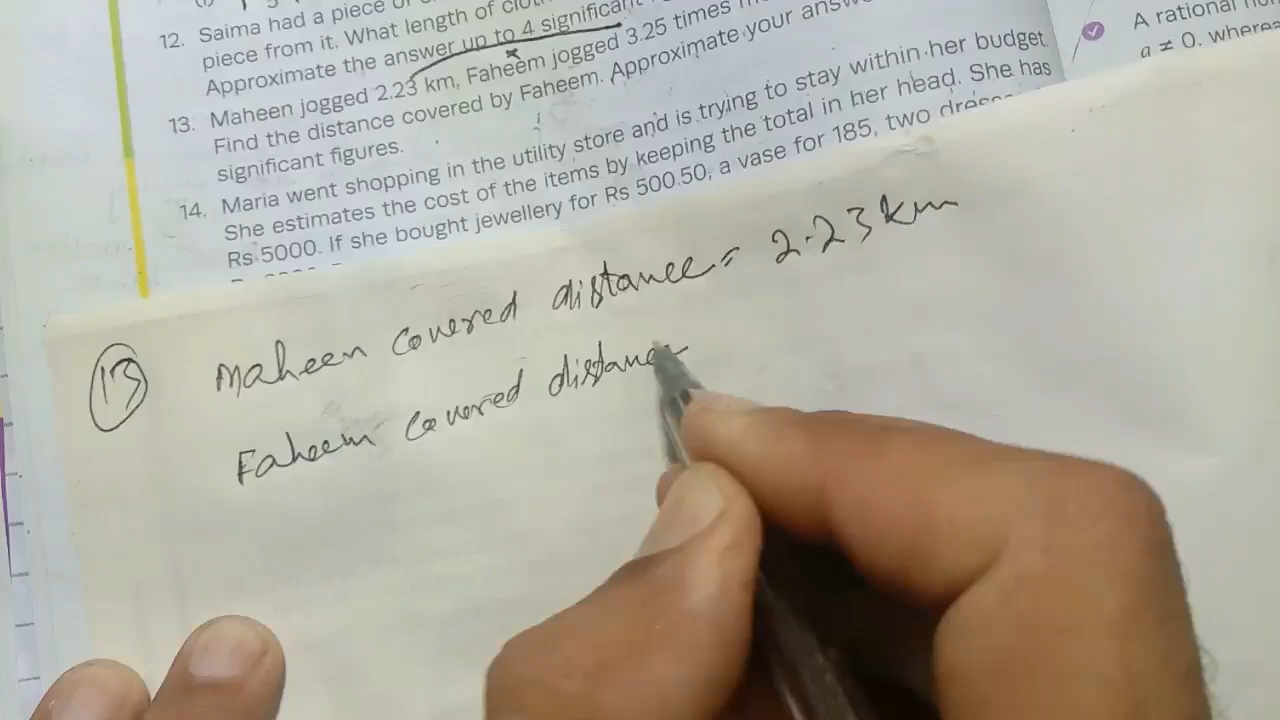 12. Saima had a piece of
piece from it. What length of
Approximate the answer up to 4 significant
13. Maheen jogged 2.23 km, Faheem jogged 3.25 times
Find the distance covered by Faheem. Approximate your
significant figures.
14. Maria went shopping in the utility store and is trying to stay within her budget
She estimates the cost of the items by keeping the total in her head. She has
Rs 5000. If she bought jewellery for Rs 500.50, a vase for 185, two
A rational
a ≠ 0, where
13 Maheen Covered distance = 2.23 km
Faheem Covered distance